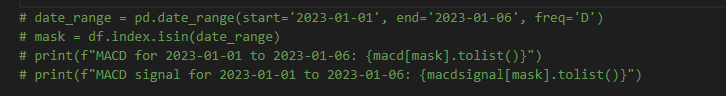 # date_range = pd.date_range(start='2023-01-01', end='2023-01-06', freq='D')
# mask = df.index.isin(date_range)
# print(f"MACD for 2023-01-01 to 2023-01-06: {macd[mask].tolist()}")
# print(f"MACD signal for 2023-01-01 to 2023-01-06: {macdsignal[mask].tolist()}")